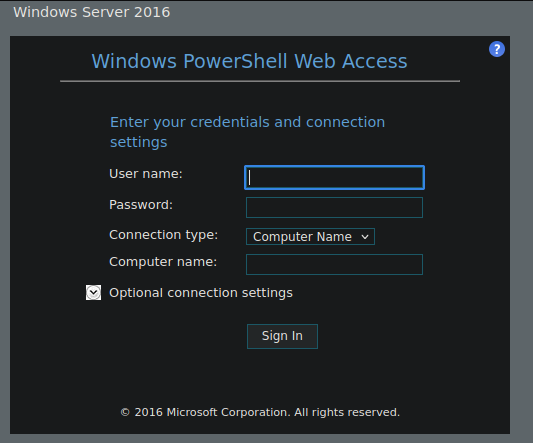 Windows Server 2016
Windows PowerShell Web Access
?
Enter your credentials and connection
settings
User name:
Password:
Connection type: Computer Name
Computer name:
Optional connection settings
Sign In
© 2016 Microsoft Corporation. All rights reserved.